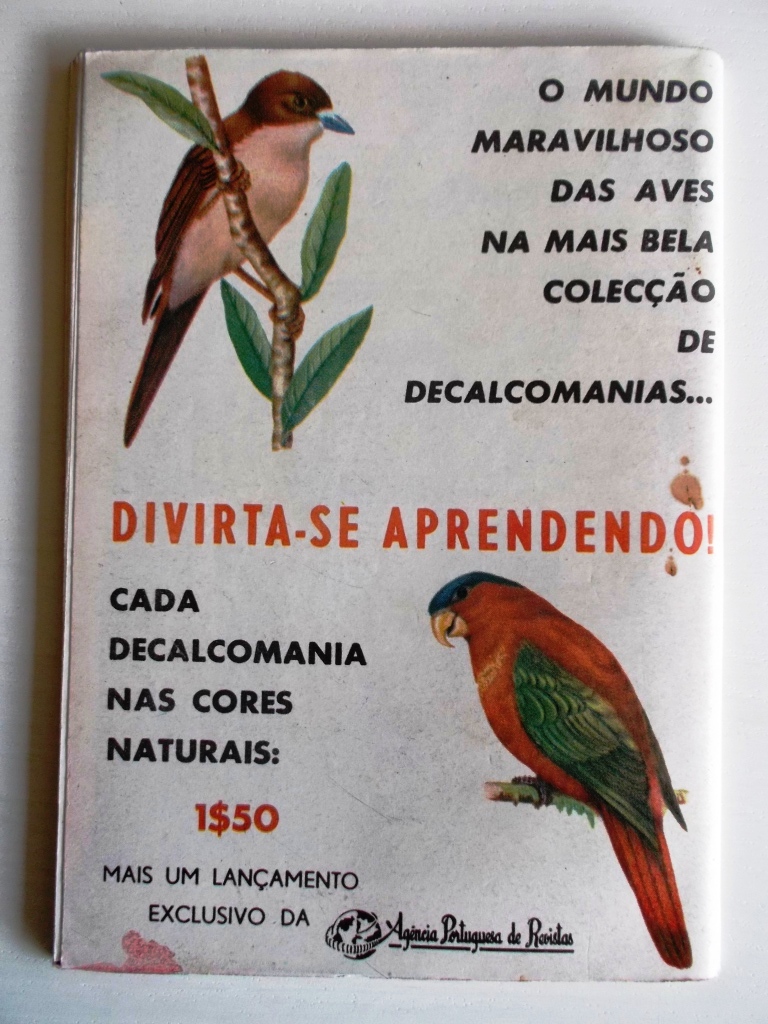 O MUNDO
MARAVILHOSO
DAS AVES
NA MAIS BELA
COLECÇÃO
DE
DECALCOMANIAS...
DIVIRTA-SE APRENDENDO!
CADA
DECALCOMANIA
NAS CORES
NATURAIS:
1$50
MAIS UM LANÇAMENTO
EXCLUSIVO DA
Agência Portuguesa de Revistas